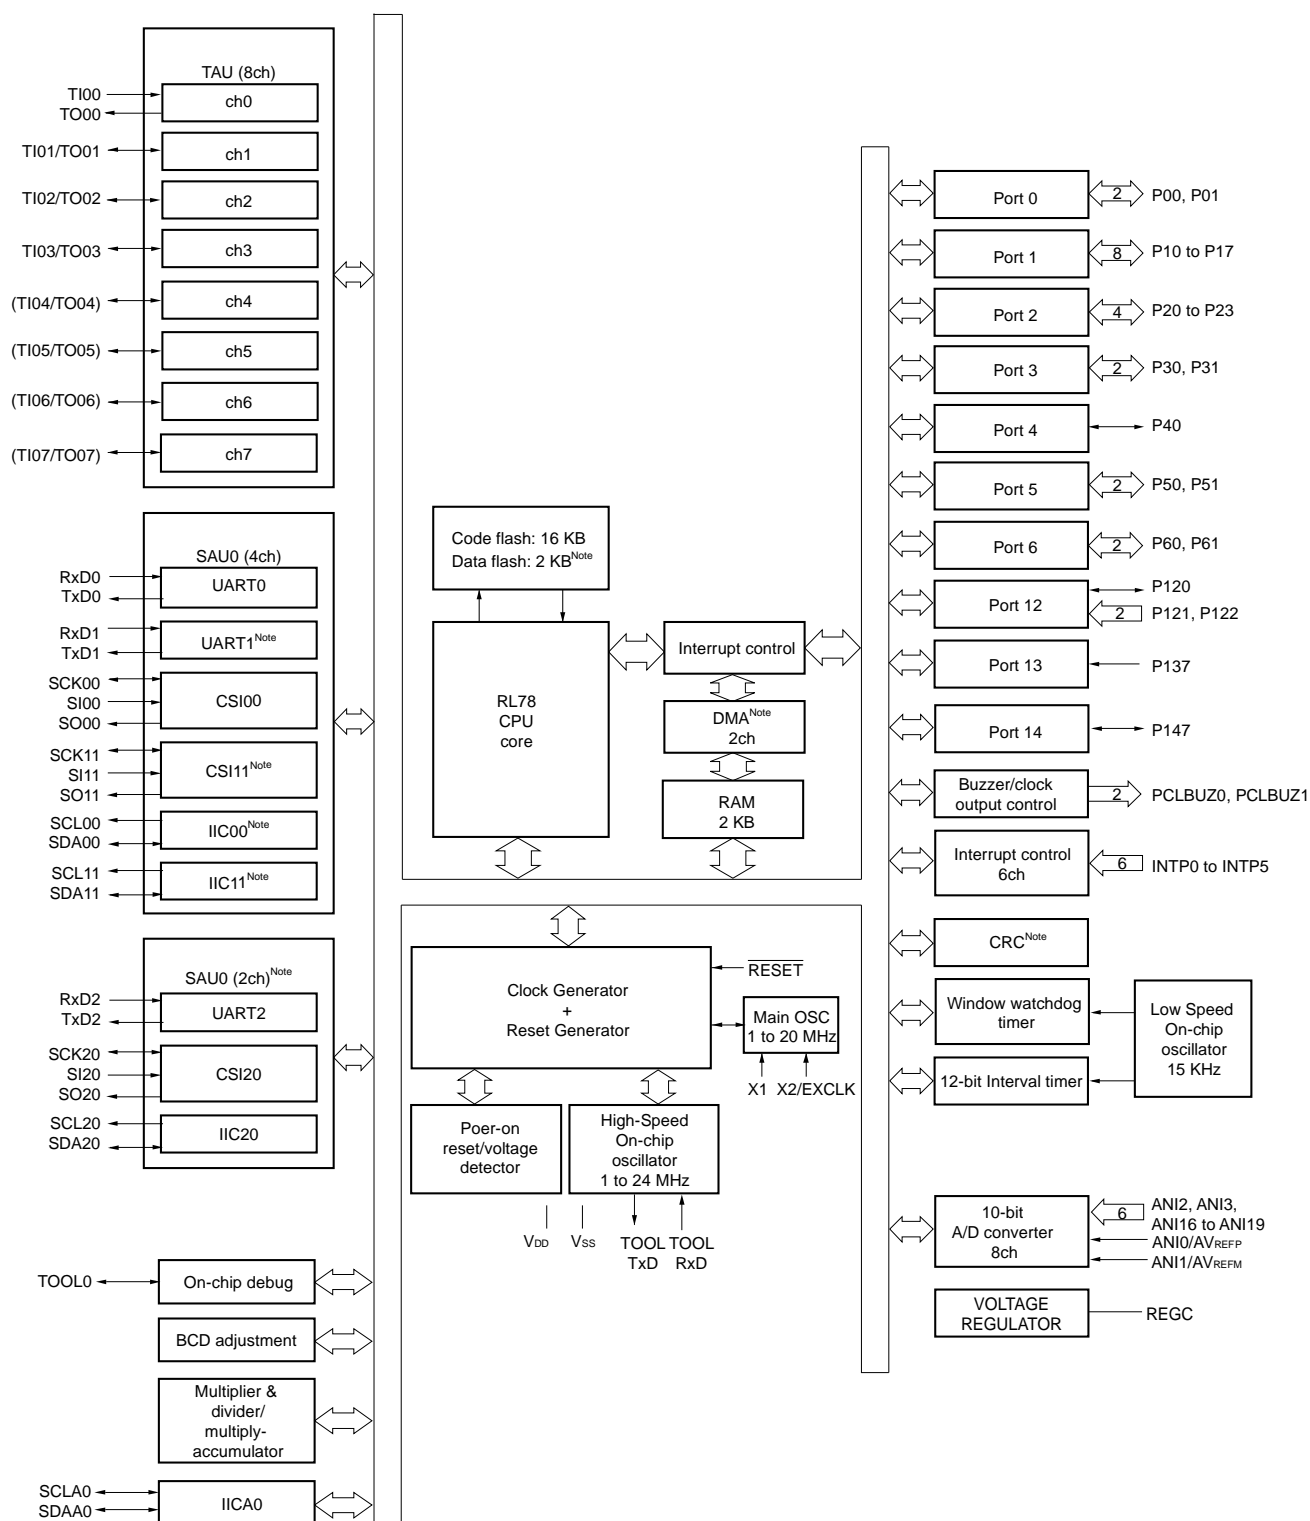 TAU (8ch)
TI00
TO00
ch0
TI01/TO01
ch1
TI02/TO02
ch2
TI03/TO03
ch3
(TI04/TO04)
ch4
(TI05/TO05)
ch5
(TI06/TO06)
ch6
(TI07/TO07)
ch7
SAU0 (4ch)
RxD0
TxD0
UART0
RxD1
TxD1
UART1Note
SCK00
SI00
SO00
CSI00
SCK11
SI11
SO11
CSI11Note
SCL00
SDA00
IIC00Note
SCL11
SDA11
IIC11Note
SAU0 (2ch)Note
RxD2
TxD2
UART2
SCK20
SI20
SO20
CSI20
SCL20
SDA20
IIC20
TOOL0
On-chip debug
BCD adjustment
Multiplier &
divider/
multiply-
accumulator
SCLA0
SDAA0
IICA0
Code flash: 16 KB
Data flash: 2 KBNote
RL78
CPU
core
Interrupt control
DMANote
2ch
RAM
2 KB
Clock Generator
+
Reset Generator
RESET
Main OSC
1 to 20 MHz
X1 X2/EXCLK
Poer-on
reset/voltage
detector
High-Speed
On-chip
oscillator
1 to 24 MHz
VDD
VSS
TOOL
TxD
TOOL
RxD
Port 0
2
P00, P01
Port 1
8
P10 to P17
Port 2
4
P20 to P23
Port 3
2
P30, P31
Port 4
P40
Port 5
2
P50, P51
Port 6
2
P60, P61
Port 12
P120
2
P121, P122
Port 13
P137
Port 14
P147
Buzzer/clock
output control
2
PCLBUZ0, PCLBUZ1
Interrupt control
6ch
6
INTP0 to INTP5
CRCNote
Window watchdog
timer
12-bit Interval timer
Low Speed
On-chip
oscillator
15 KHz
10-bit
A/D converter
8ch
6
ANI2, ANI3,
ANI16 to ANI19
ANI0/AVREFP
ANI1/AVREFM
VOLTAGE
REGULATOR
REGC